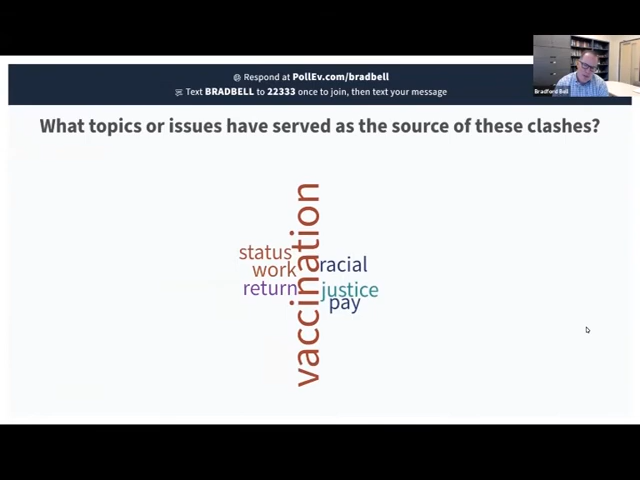 Respond at PollEv.com/bradbell
Text BRADBELL to 22333 once to join, then text your message
Bradford Bell
What topics or issues have served as the source of these clashes?
vaccination
status
work
return
racial
justice
pay